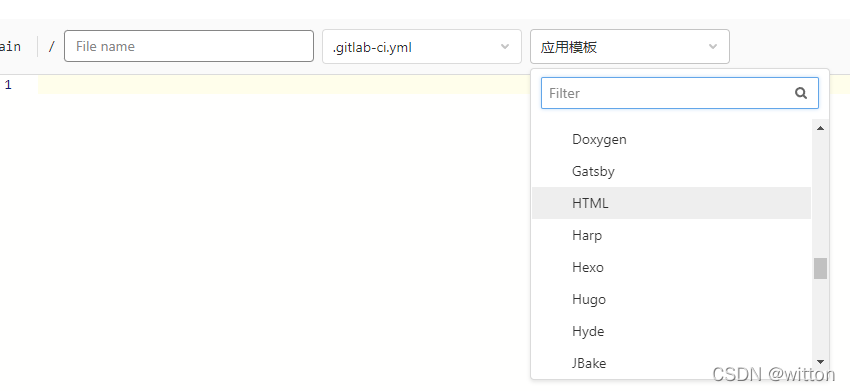 ain / File name .gitlab-ci.yml 应用模板
1
Filter
Doxygen
Gatsby
HTML
Harp
Hexo
Hugo
Hyde
JBake
CSDN @witton